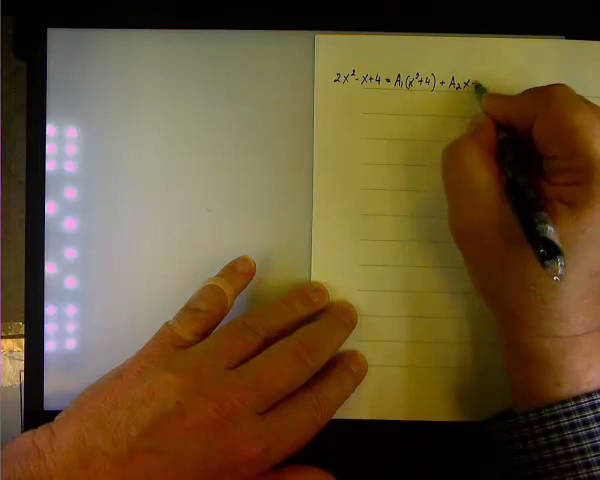 2x² - x + 4 = A₁(x²+4) + A₂x